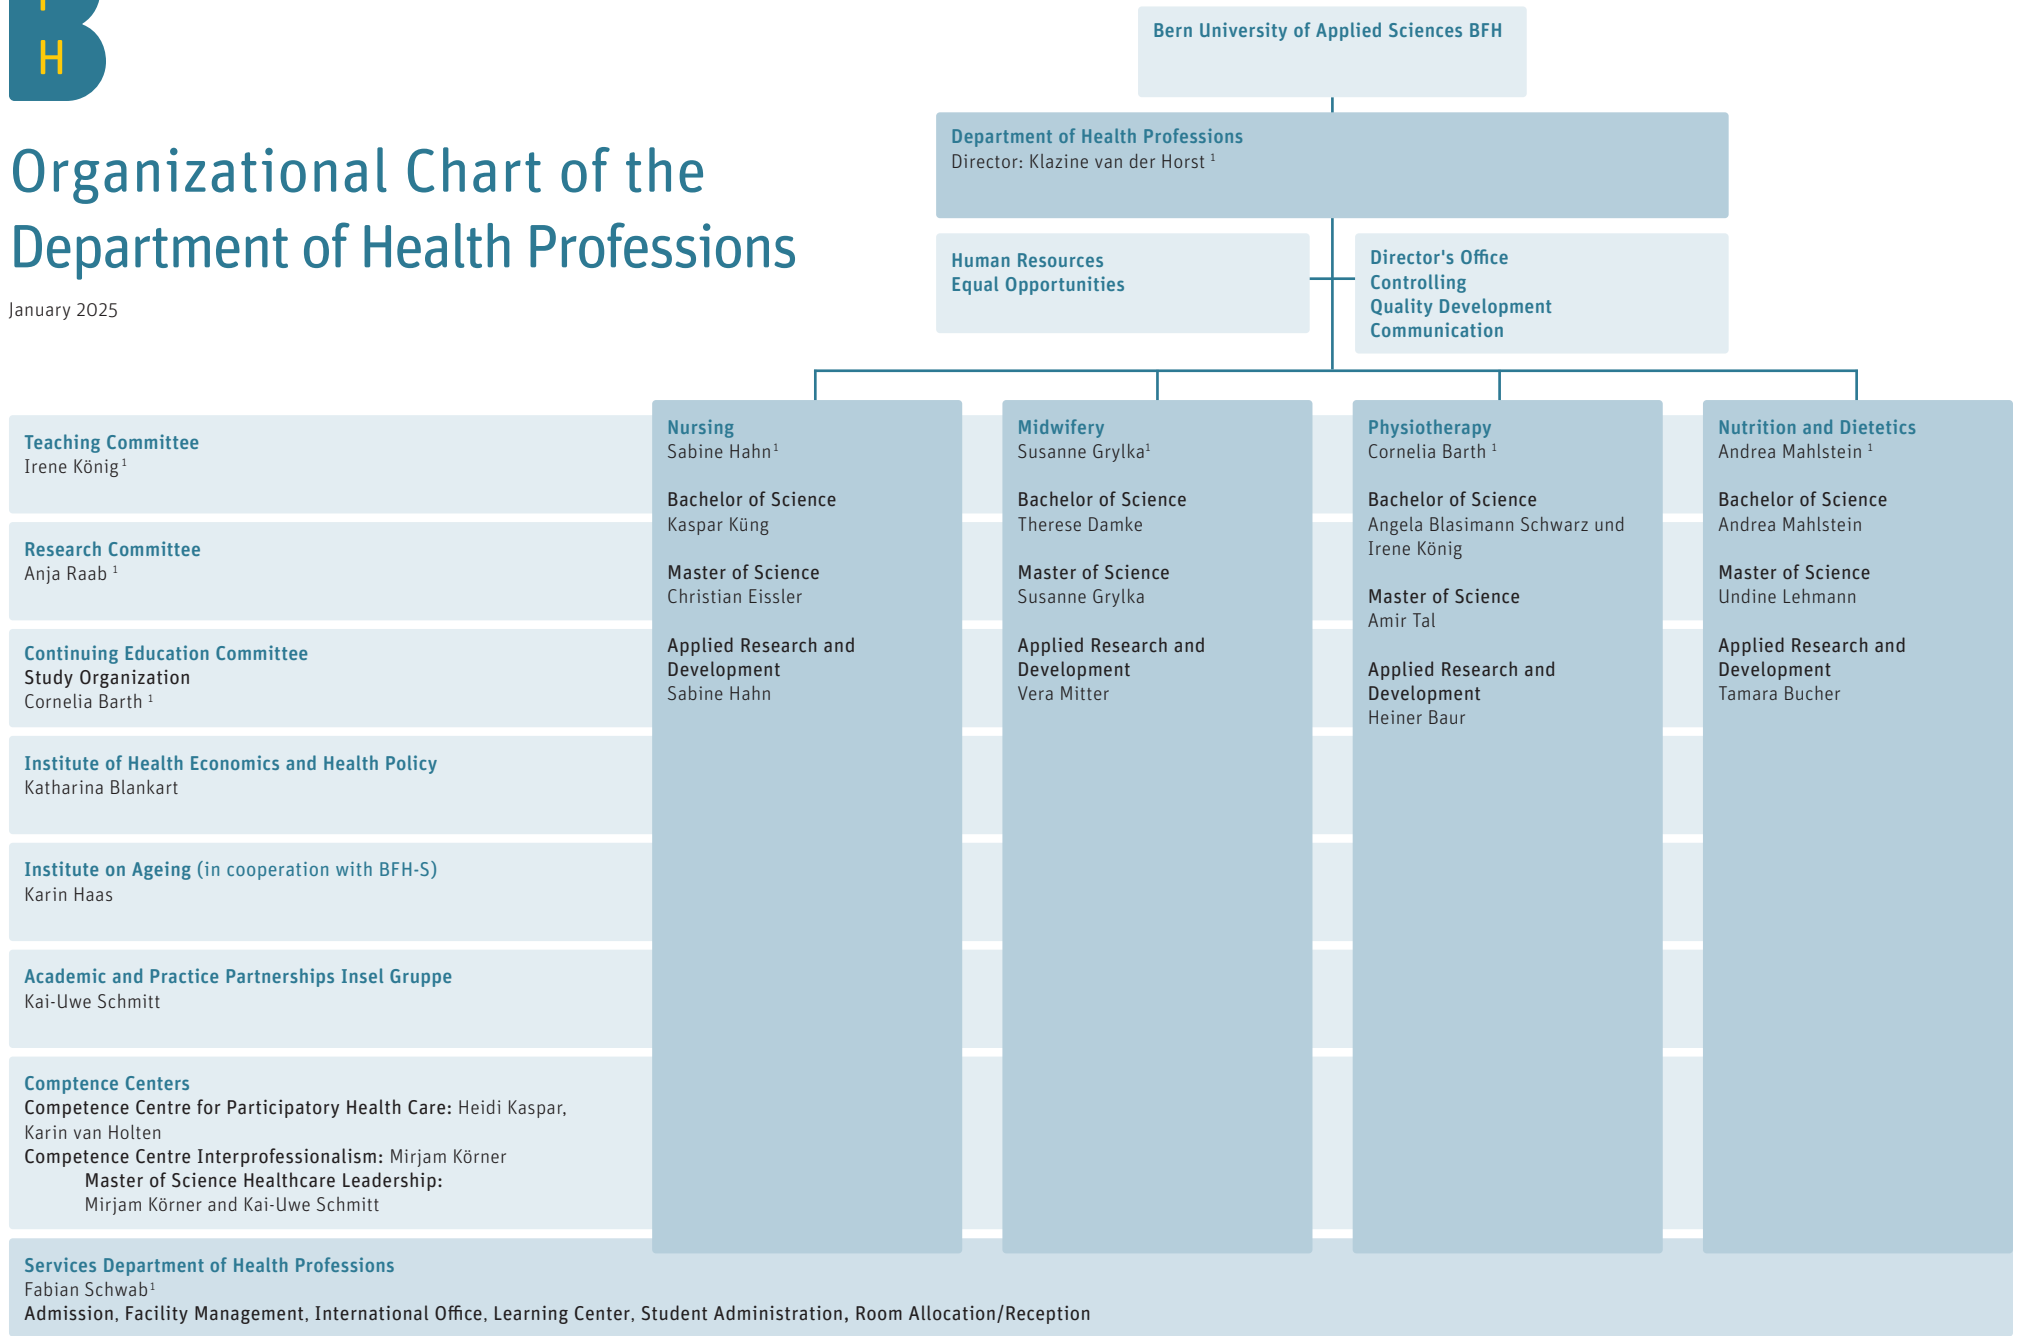 H
Organizational Chart of the
Department of Health Professions
January 2025
Bern University of Applied Sciences BFH
Department of Health Professions
Director: Klazine van der Horst ¹
Human Resources
Equal Opportunities
Director's Office
Controlling
Quality Development
Communication
Teaching Committee
Irene König ¹
Research Committee
Anja Raab ¹
Continuing Education Committee
Study Organization
Cornelia Barth ¹
Institute of Health Economics and Health Policy
Katharina Blankart
Institute on Ageing (in cooperation with BFH-S)
Karin Haas
Academic and Practice Partnerships Insel Gruppe
Kai-Uwe Schmitt
Comptence Centers
Competence Centre for Participatory Health Care: Heidi Kaspar,
Karin van Holten
Competence Centre Interprofessionalism: Mirjam Körner
Master of Science Healthcare Leadership:
Mirjam Körner and Kai-Uwe Schmitt
Nursing
Sabine Hahn¹
Bachelor of Science
Kaspar Küng
Master of Science
Christian Eissler
Applied Research and
Development
Sabine Hahn
Midwifery
Susanne Grylka¹
Bachelor of Science
Therese Damke
Master of Science
Susanne Grylka
Applied Research and
Development
Vera Mitter
Physiotherapy
Cornelia Barth ¹
Bachelor of Science
Angela Blasimann Schwarz und
Irene König
Master of Science
Amir Tal
Applied Research and
Development
Heiner Baur
Nutrition and Dietetics
Andrea Mahlstein ¹
Bachelor of Science
Andrea Mahlstein
Master of Science
Undine Lehmann
Applied Research and
Development
Tamara Bucher
Services Department of Health Professions
Fabian Schwab¹
Admission, Facility Management, International Office, Learning Center, Student Administration, Room Allocation/Reception